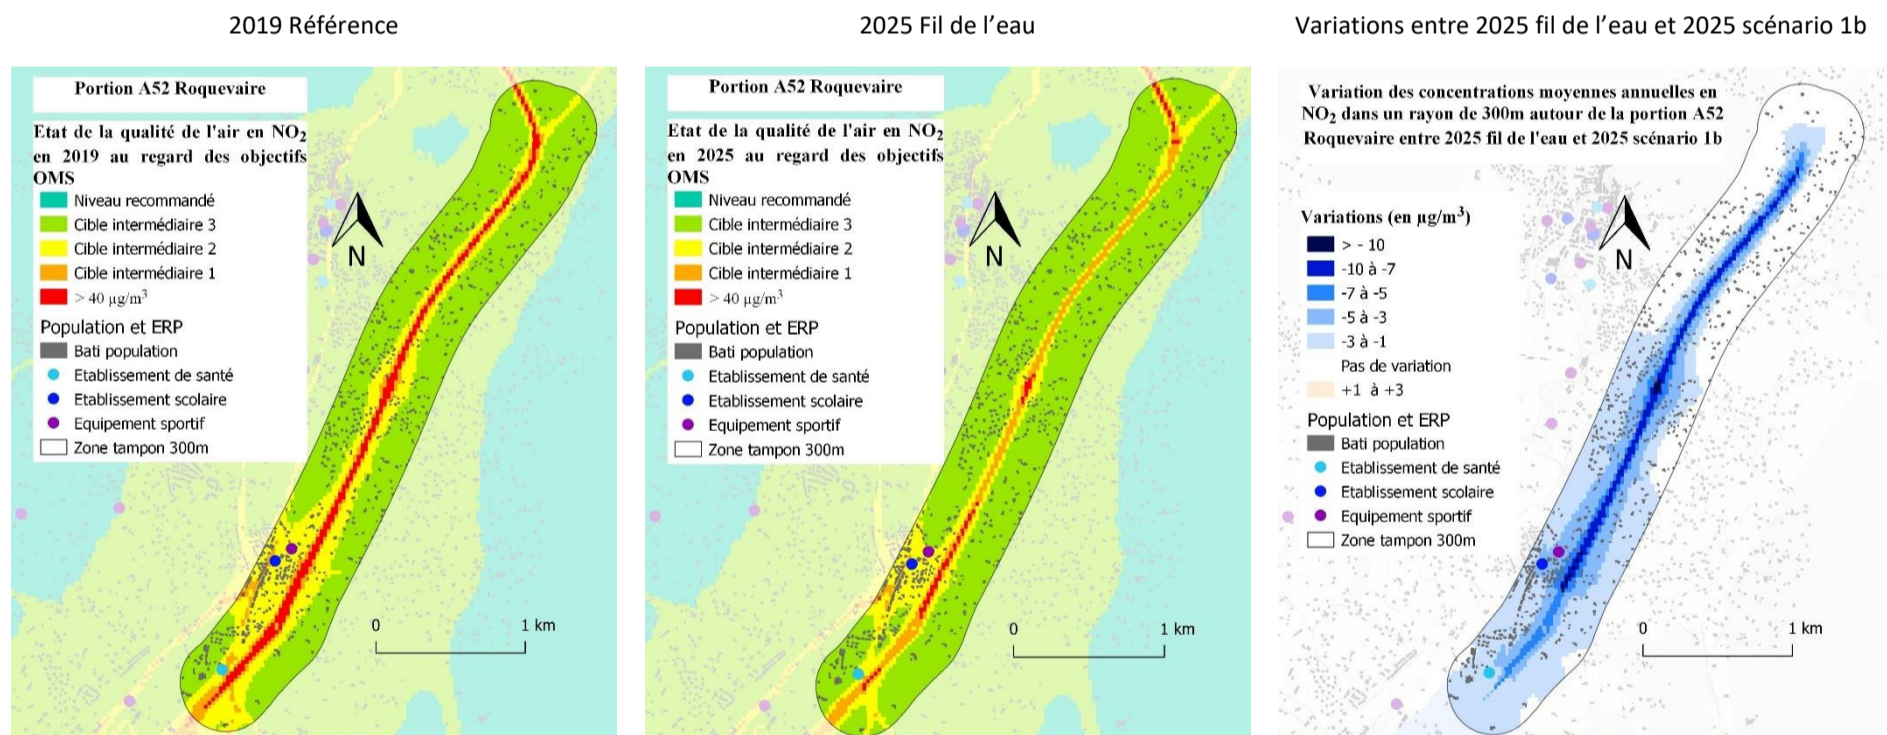 2019 Référence
Portion A52 Roquevaire
Etat de la qualité de l'air en NO2
en 2019 au regard des objectifs
OMS
Niveau recommandé
Cible intermédiaire 3
Cible intermédiaire 2
Cible intermédiaire 1
> 40 µg/m3
Population et ERP
Bati population
Etablissement de santé
Etablissement scolaire
Equipement sportif
Zone tampon 300m
N
0 1 km
2025 Fil de l’eau
Portion A52 Roquevaire
Etat de la qualité de l'air en NO2
en 2025 au regard des objectifs
OMS
Niveau recommandé
Cible intermédiaire 3
Cible intermédiaire 2
Cible intermédiaire 1
> 40 µg/m3
Population et ERP
Bati population
Etablissement de santé
Etablissement scolaire
Equipement sportif
Zone tampon 300m
N
0 1 km
Variations entre 2025 fil de l’eau et 2025 scénario 1b
Variation des concentrations moyennes annuelles en
NO2 dans un rayon de 300m autour de la portion A52
Roquevaire entre 2025 fil de l'eau et 2025 scénario 1b
Variations (en µg/m3)
> - 10
-10 à -7
-7 à -5
-5 à -3
-3 à -1
Pas de variation
+1 à +3
Population et ERP
Bati population
Etablissement de santé
Etablissement scolaire
Equipement sportif
Zone tampon 300m
N
0 1 km